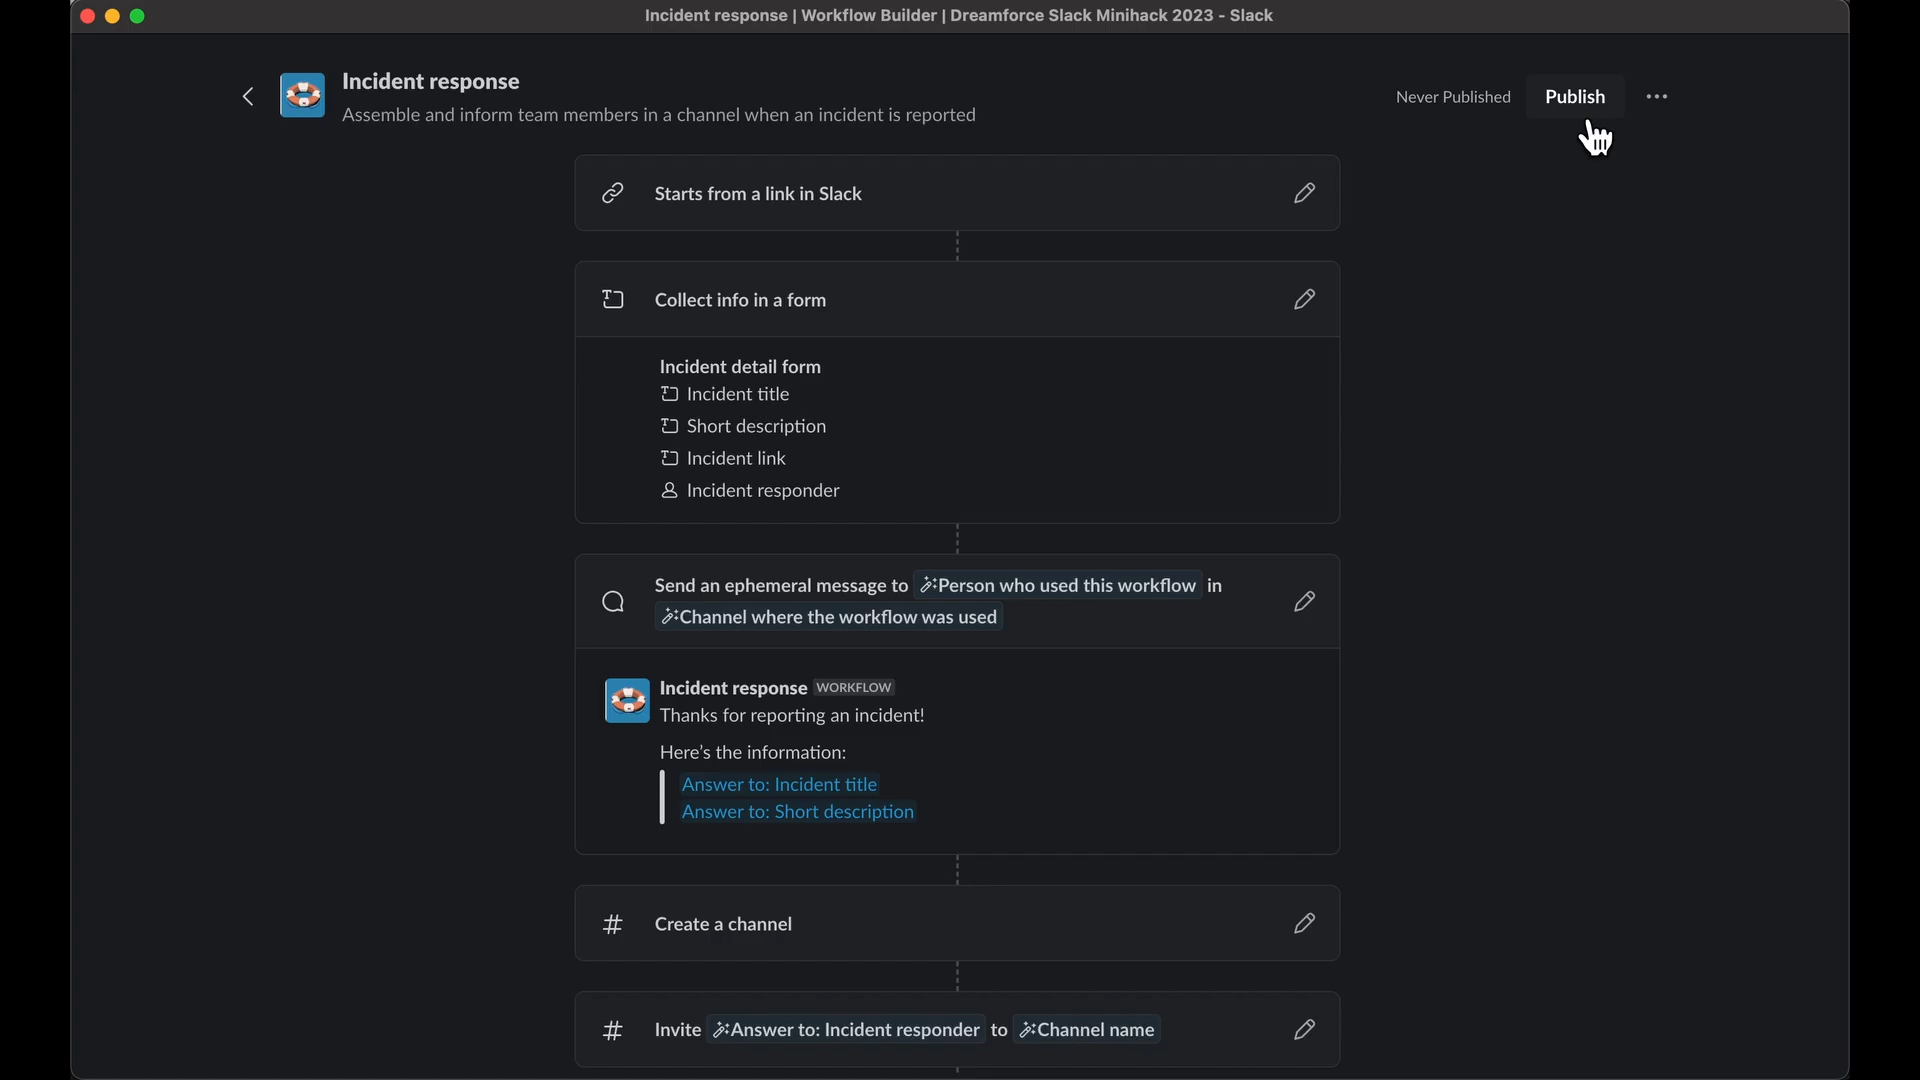 Incident response | Workflow Builder | Dreamforce Slack Minihack 2023 - Slack
Incident response
Assemble and inform team members in a channel when an incident is reported
Never Published
Publish
Starts from a link in Slack
Collect info in a form
Incident detail form
Incident title
Short description
Incident link
Incident responder
Send an ephemeral message to Person who used this workflow in
Channel where the workflow was used
Incident response WORKFLOW
Thanks for reporting an incident!
Here’s the information:
Answer to: Incident title
Answer to: Short description
Create a channel
Invite Answer to: Incident responder to Channel name